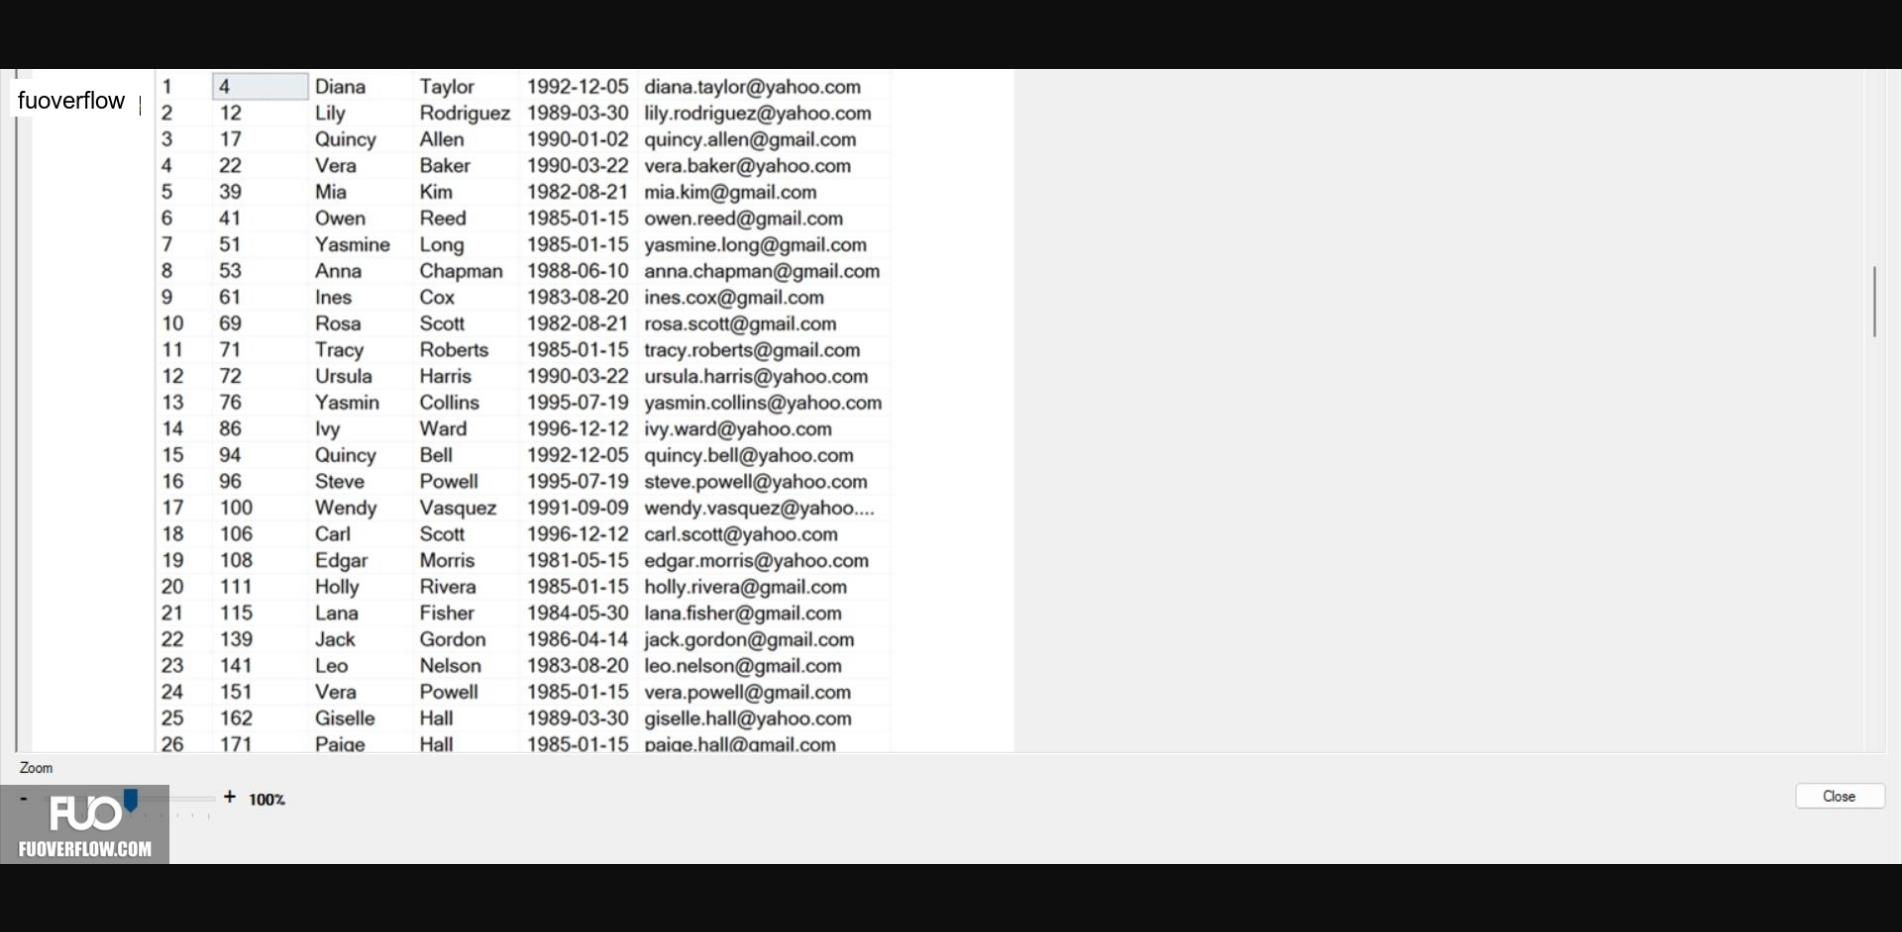 fuoverflow
1 4 Diana Taylor 1992-12-05 diana.taylor@yahoo.com
2 12 Lily Rodriguez 1989-03-30 lily.rodriguez@yahoo.com
3 17 Quincy Allen 1990-01-02 quincy.allen@gmail.com
4 22 Vera Baker 1990-03-22 vera.baker@yahoo.com
5 39 Mia Kim 1982-08-21 mia.kim@gmail.com
6 41 Owen Reed 1985-01-15 owen.reed@gmail.com
7 51 Yasmine Long 1985-01-15 yasmine.long@gmail.com
8 53 Anna Chapman 1988-06-10 anna.chapman@gmail.com
9 61 Ines Cox 1983-08-20 ines.cox@gmail.com
10 69 Rosa Scott 1982-08-21 rosa.scott@gmail.com
11 71 Tracy Roberts 1985-01-15 tracy.roberts@gmail.com
12 72 Ursula Harris 1990-03-22 ursula.harris@yahoo.com
13 76 Yasmin Collins 1995-07-19 yasmin.collins@yahoo.com
14 86 Ivy Ward 1996-12-12 ivy.ward@yahoo.com
15 94 Quincy Bell 1992-12-05 quincy.bell@yahoo.com
16 96 Steve Powell 1995-07-19 steve.powell@yahoo.com
17 100 Wendy Vasquez 1991-09-09 wendy.vasquez@yahoo....
18 106 Carl Scott 1996-12-12 carl.scott@yahoo.com
19 108 Edgar Morris 1981-05-15 edgar.morris@yahoo.com
20 111 Holly Rivera 1985-01-15 holly.rivera@gmail.com
21 115 Lana Fisher 1984-05-30 lana.fisher@gmail.com
22 139 Jack Gordon 1986-04-14 jack.gordon@gmail.com
23 141 Leo Nelson 1983-08-20 leo.nelson@gmail.com
24 151 Vera Powell 1985-01-15 vera.powell@gmail.com
25 162 Giselle Hall 1989-03-30 giselle.hall@yahoo.com
26 171 Paige Hall 1985-01-15 paige.hall@gmail.com
Zoom
- + 100%
Close
FUO
FUOVERFLOW.COM